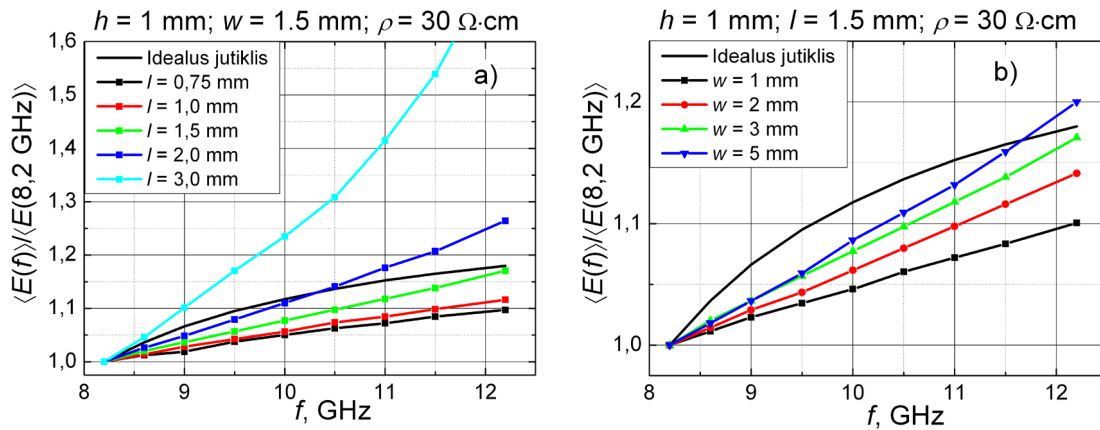 h = 1 mm; w = 1.5 mm; ρ = 30 Ω·cm
⟨E(f)⟩/⟨E(8,2 GHz)⟩
1,6
1,5
1,4
1,3
1,2
1,1
1,0
Idealus jutiklis
l = 0,75 mm
l = 1,0 mm
l = 1,5 mm
l = 2,0 mm
l = 3,0 mm
a)
9 10 11 12
f, GHz
h = 1 mm; l = 1.5 mm; ρ = 30 Ω·cm
⟨E(f)⟩/⟨E(8,2 GHz)⟩
1,2
1,1
1,0
Idealus jutiklis
w = 1 mm
w = 2 mm
w = 3 mm
w = 5 mm
b)
8 9 10 11 12
f, GHz